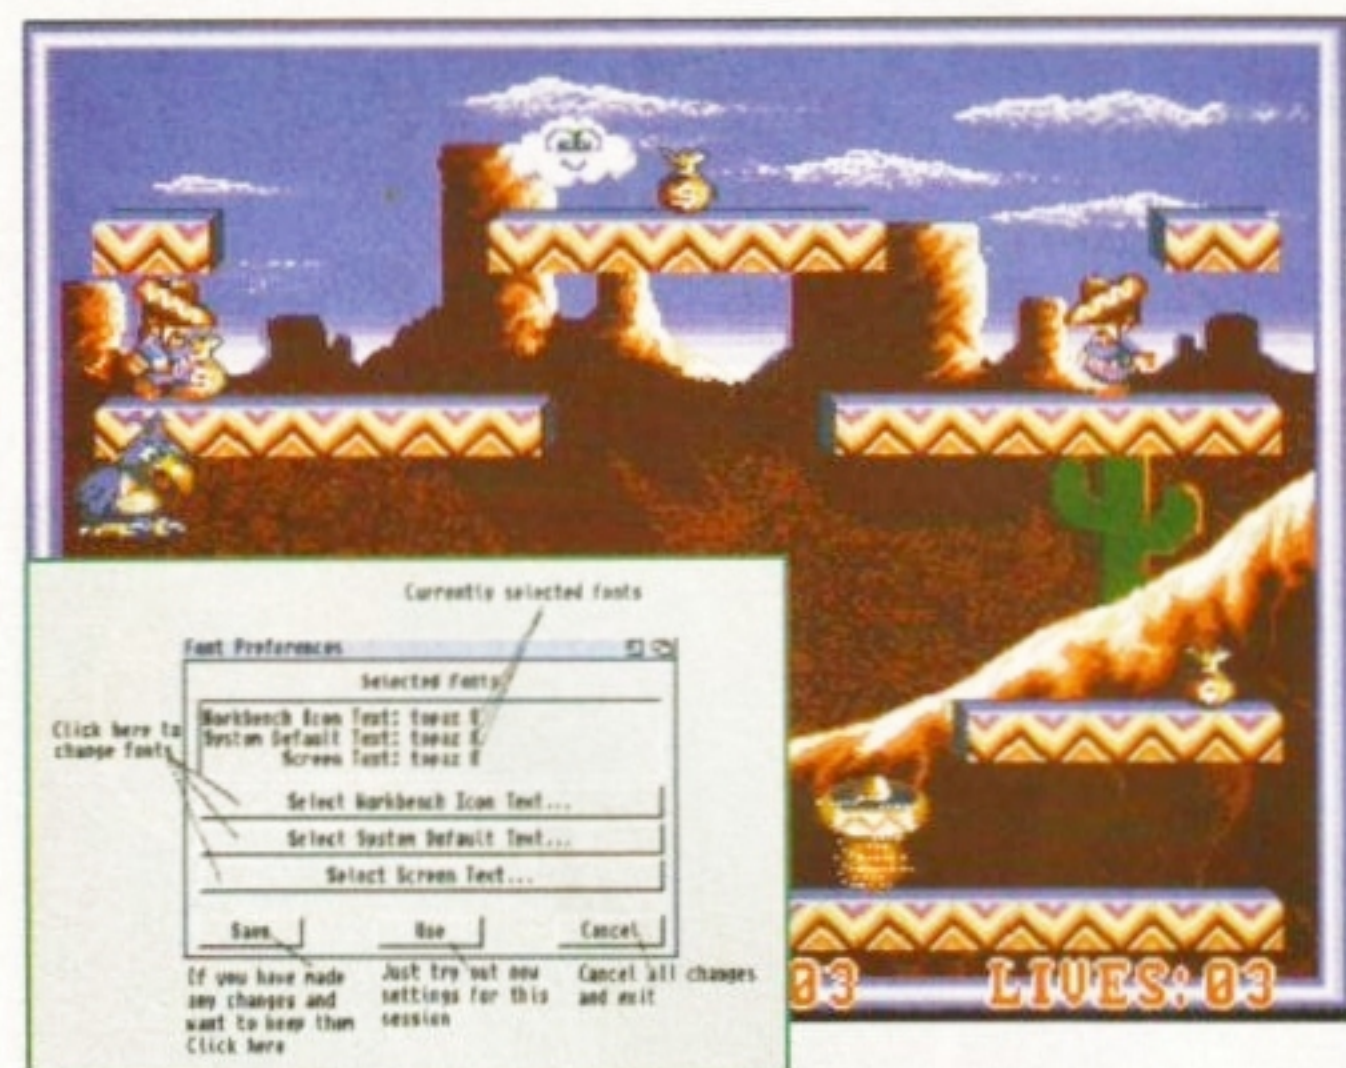 Currently selected fonts
Font Preferences
Selected Fonts
Click here to
change fonts
Workbench Icon Text: topaz 8
System Default Text: topaz 8
Screen Text: topaz 8
Select Workbench Icon Text...
Select System Default Text...
Select Screen Text...
Save
Use
Cancel
If you have made
any changes and
want to keep them
Click here
Just try out new
settings for this
session
Cancel all changes
and exit
03
LIVES:03